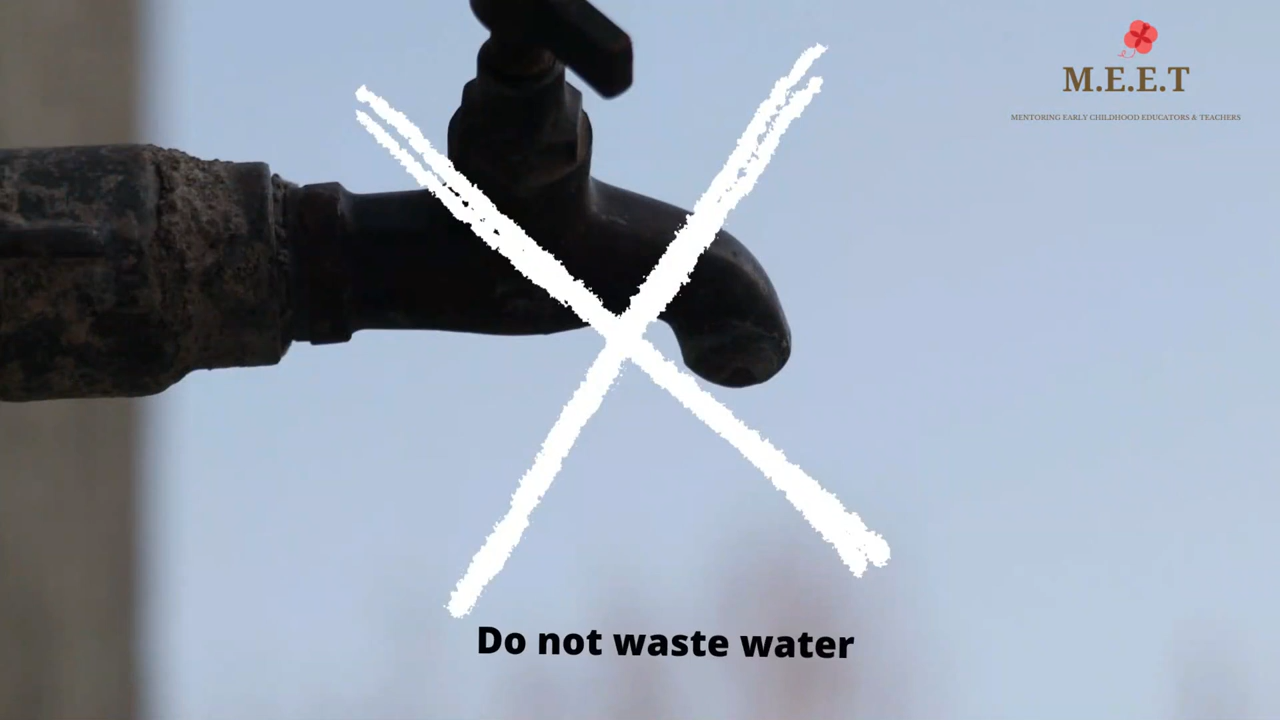 M.E.E.T
MENTORING EARLY CHILDHOOD EDUCATORS & TEACHERS
Do not waste water